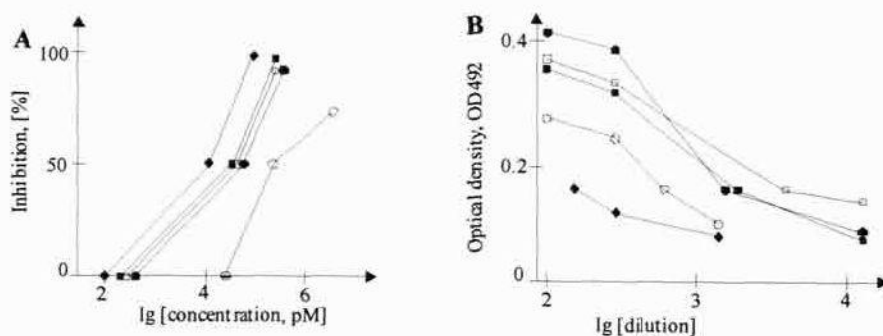 A
B
Inhibition, [%]
100
50
0
2
4
6
lg [concentration, pM]
Optical density, OD492
0.4
0.2
0
2
3
4
lg [dilution]